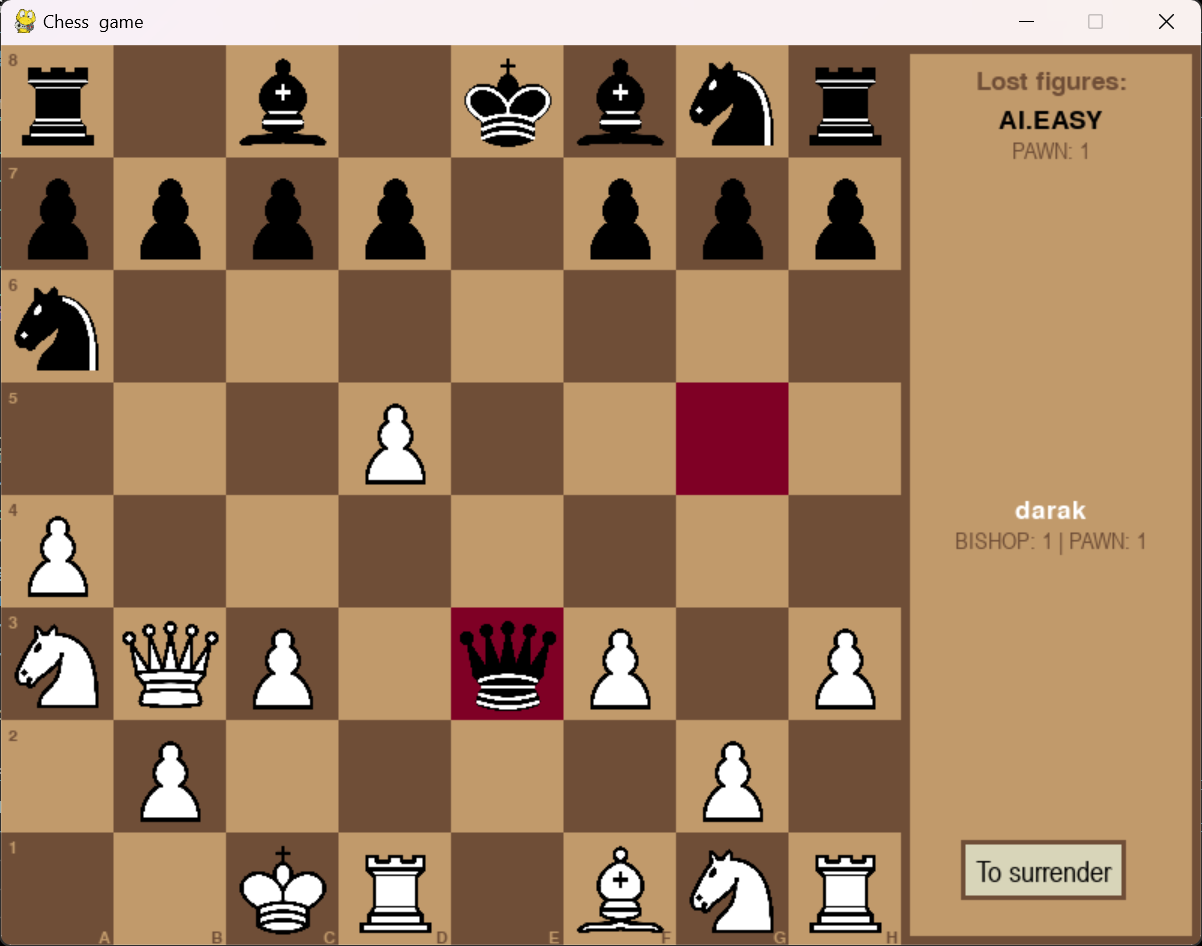 Chess game
8
7
6
5
4
3
2
1
A B C D E F G H
Lost figures:
AI.EASY
PAWN: 1
darak
BISHOP: 1 | PAWN: 1
To surrender